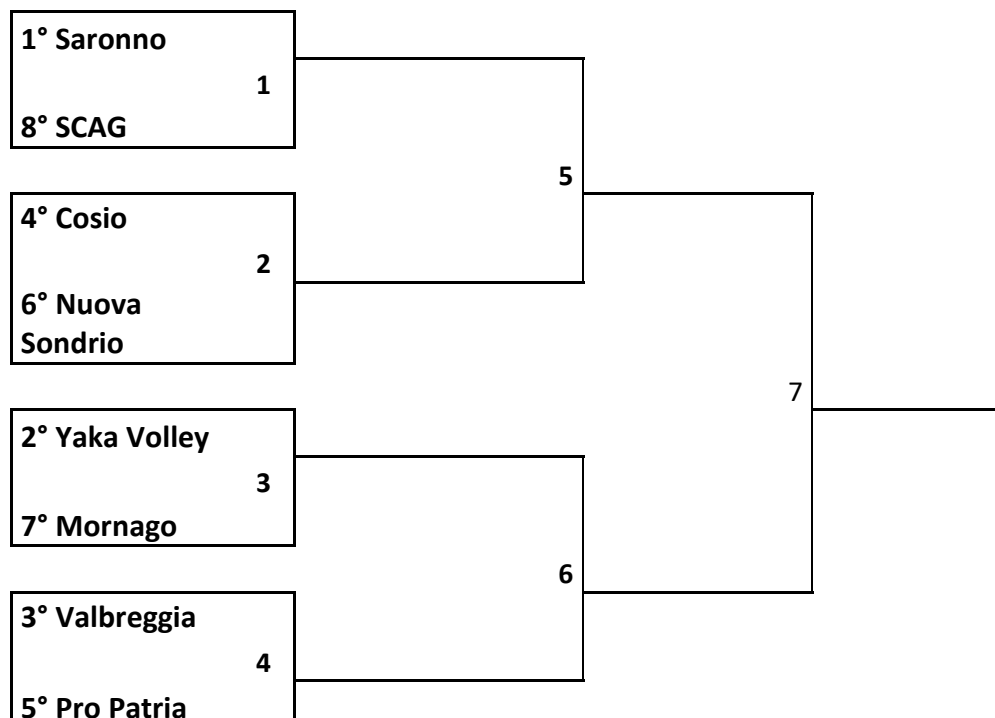 1° Saronno
1
8° SCAG
5
4° Cosio
2
6° Nuova
Sondrio
7
2° Yaka Volley
3
7° Mornago
6
3° Valbreggia
4
5° Pro Patria